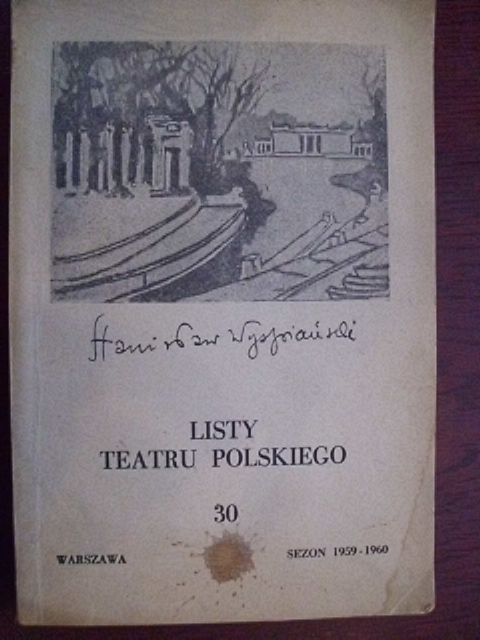 Stanisław Wyspiański
LISTY
TEATRU POLSKIEGO
30
WARSZAWA
SEZON 1959-1960